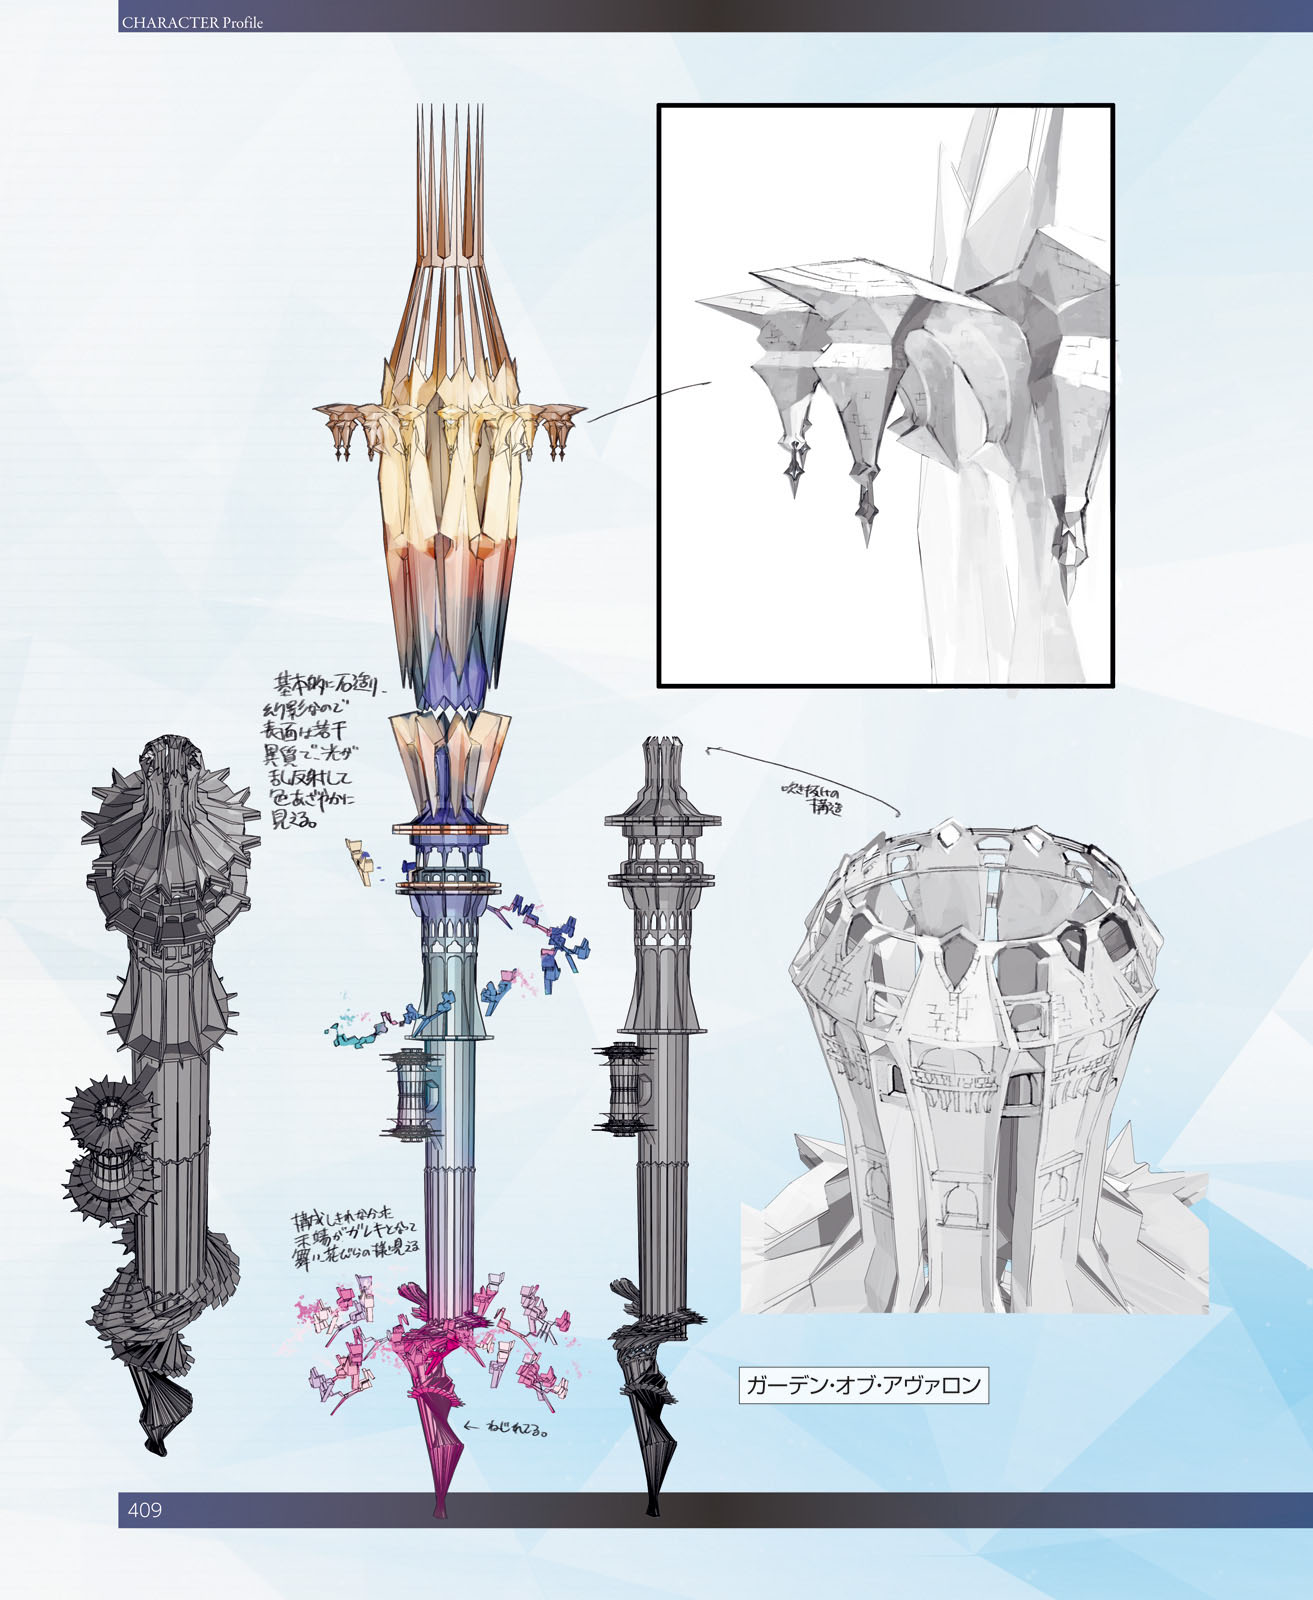 CHARACTER Profile
基本的に石造り、
幻影なので
表面は若干
異質で、光が
乱反射して
色あざやかに
見える。
吹き抜けの
構造
構成しきれなかった
末端がガレキとなって
舞い花びらの様に見える
ガーデン・オブ・アヴァロン
← ねじれてる。
409